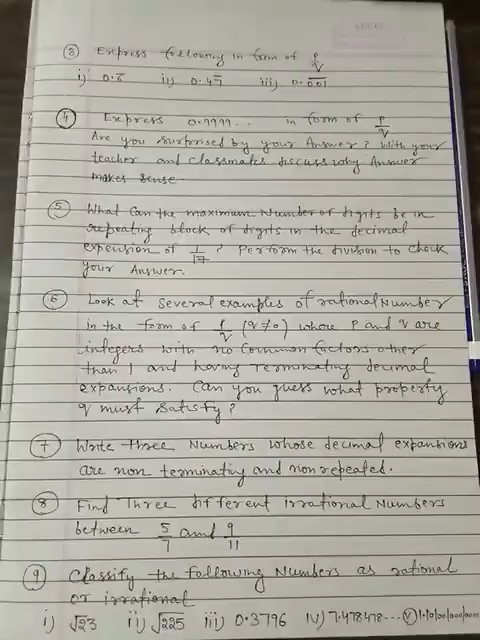 ③ Express following in form of p/q
i) 0.6̄ ii) 0.47̄ iii) 0.0̄0̄1̄
④ Express 0.9999.. in form of p/q
Are you surprised by your Answer? With your
teacher and classmates discuss why Answer
makes sense
⑤ What can the maximum Number of digits be in
repeating block of digits in the decimal
expension of 1/17 ? Perform the division to check
your Answer.
⑥ Look at several examples of rational Number
in the form of p/q (q≠0) whore P and q are
integers with no common factors other
than 1 and having Terminating decimal
expansions. Can you guess what property
q must satisfy?
⑦ Write three Numbers whose decimal expansions
are non terminating and non repeated.
⑧ Find Three different irrational Numbers
between 5/7 and 9/11
⑨ Classify the following Numbers as rational
or irrational
i) √23 ii) √225 iii) 0.3796 iv) 7.478478... v) 1.101001000100001